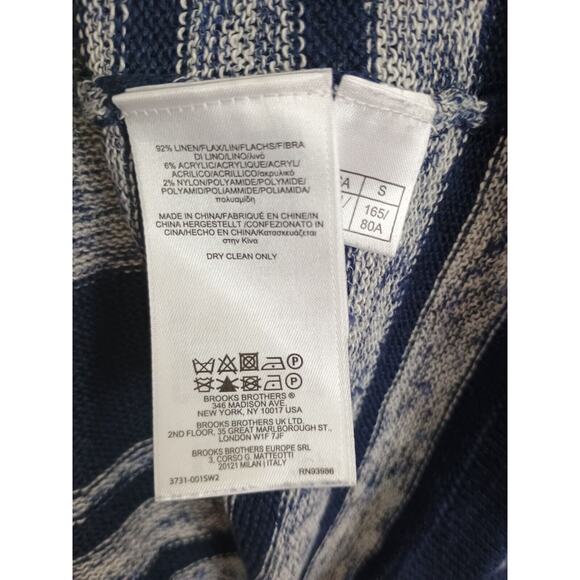 92% LINEN/FLAX/LIN/FLACHS/FIBRA
DI LINO/LINO/λινό
6% ACRYLIC/ACRYLIQUE/ACRYL/
ACRILICO/ACRILLICO/ακρυλικό
2% NYLON/POLYAMIDE/POLYMIDE/
POLYAMID/POLIAMMIDE/POLIAMIDA/
πολυαμίδη
MADE IN CHINA/FABRIQUÉ EN CHINE/IN
CHINA HERGESTELLT /CONFEZIONATO IN
CINA/HECHO EN CHINA/Κατασκευάζεται
στην Κίνα
DRY CLEAN ONLY
P
P
BROOKS BROTHERS ®
346 MADISON AVE.
NEW YORK, NY 10017 USA
BROOKS BROTHERS UK LTD.
2ND FLOOR, 35 GREAT MARLBOROUGH ST.,
LONDON W1F 7JF
BROOKS BROTHERS EUROPE SRL
3, CORSO G. MATTEOTTI
20121 MILAN | ITALY
3731-001SW2 RN93986
S
165/
80A